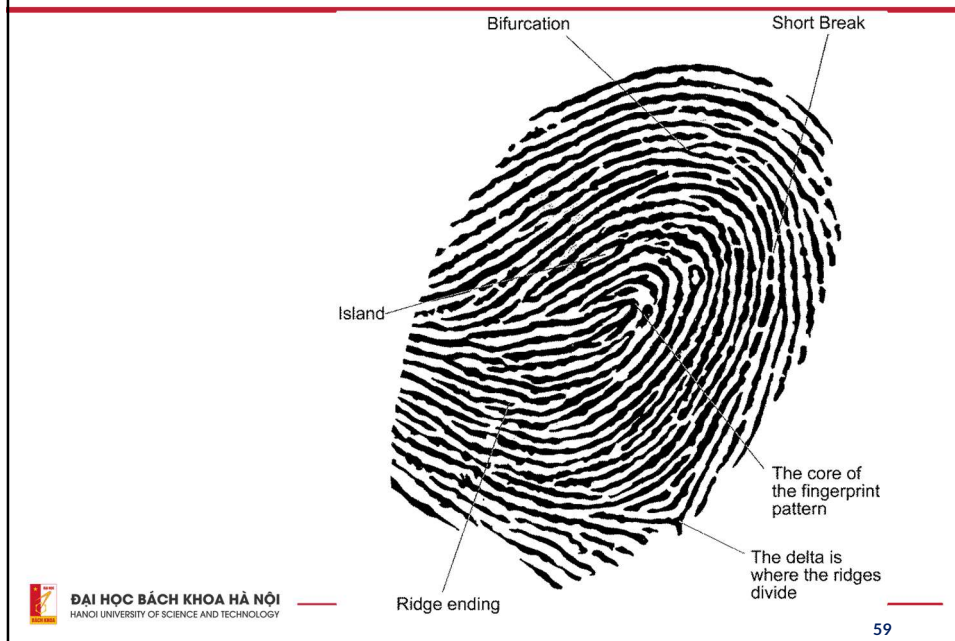 Bifurcation
Short Break
Island
The core of
the fingerprint
pattern
The delta is
where the ridges
divide
Ridge ending
ĐẠI HỌC BÁCH KHOA HÀ NỘI
HANOI UNIVERSITY OF SCIENCE AND TECHNOLOGY
59